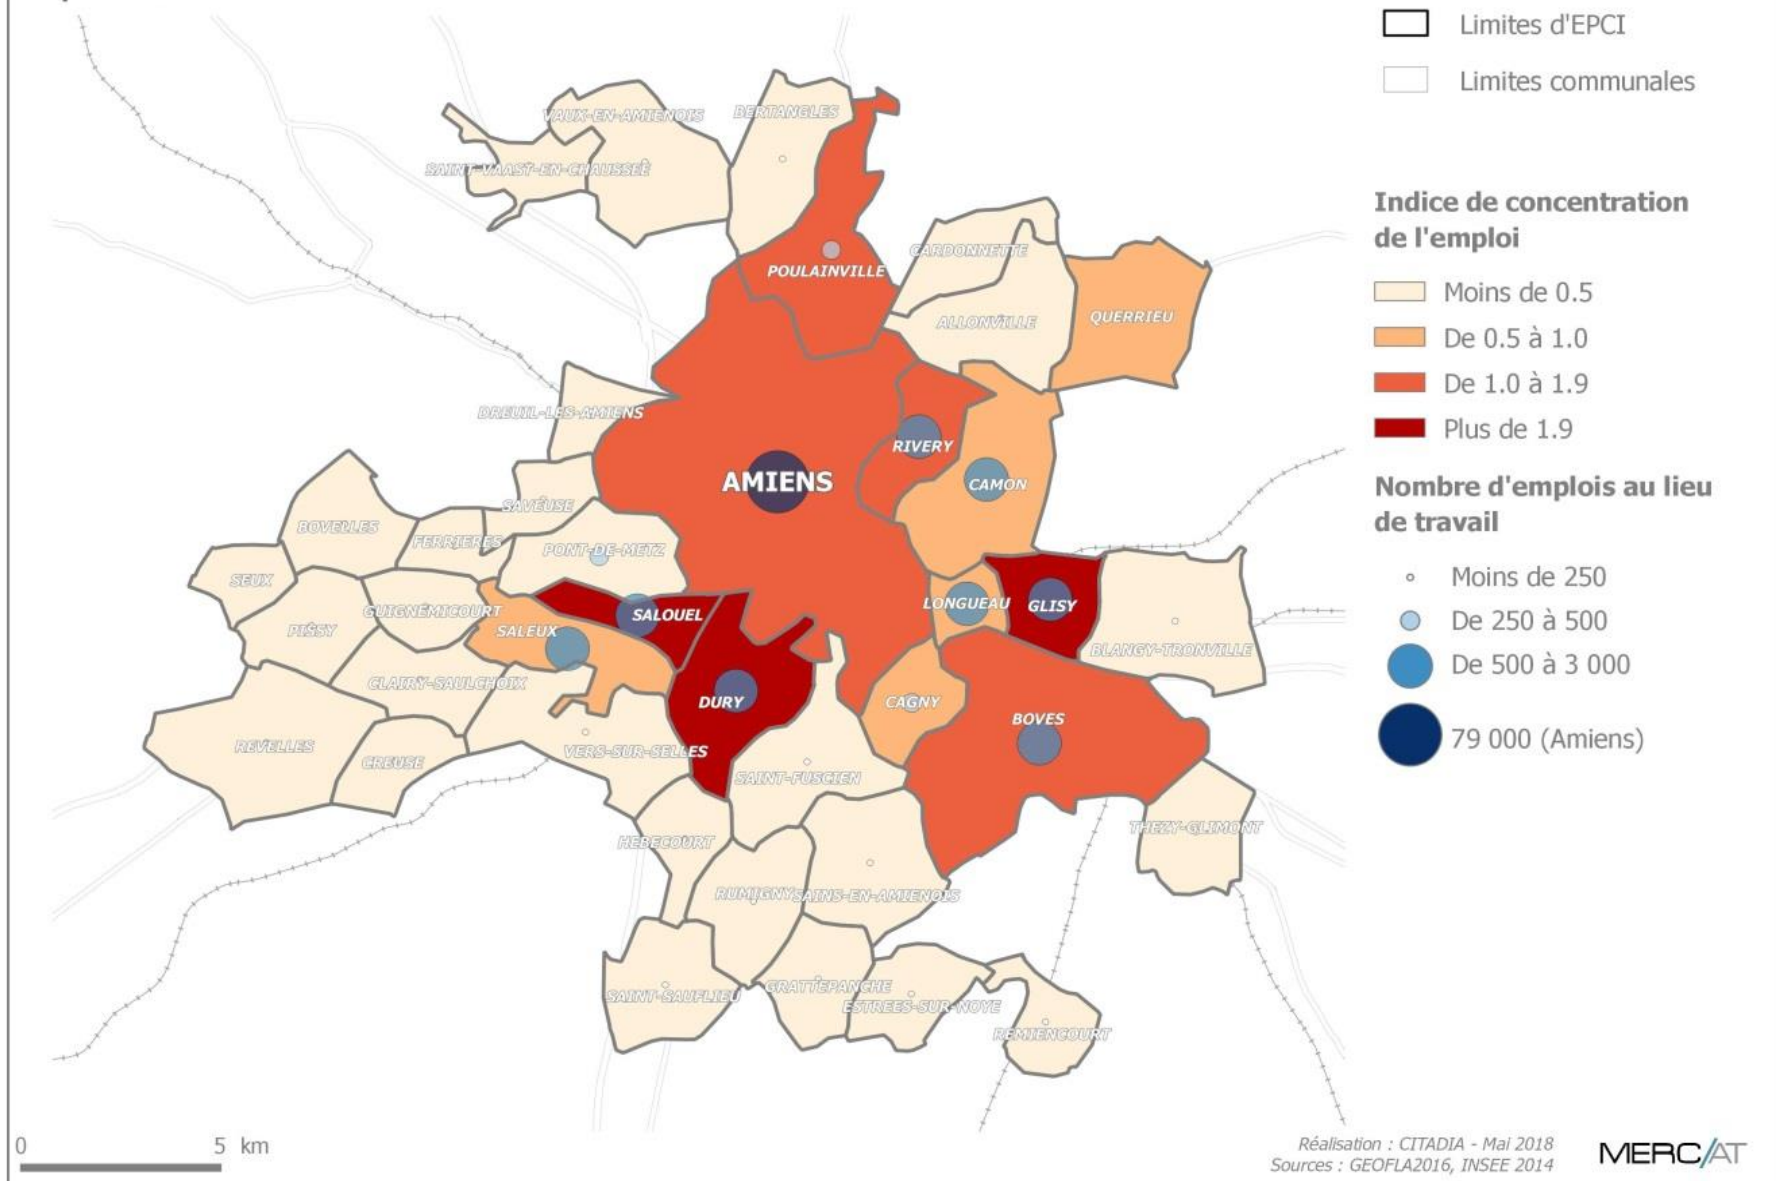 Limites d'EPCI
Limites communales
Indice de concentration
de l'emploi
Moins de 0.5
De 0.5 à 1.0
De 1.0 à 1.9
Plus de 1.9
Nombre d'emplois au lieu
de travail
Moins de 250
De 250 à 500
De 500 à 3 000
79 000 (Amiens)
VAUX-EN-AMIENOIS
BERTANGLES
SAINT-VAAST-EN-CHAUSSEE
CARDONNETTE
POULAINVILLE
ALLONVILLE
QUERRIEU
DREUIL-LES-AMIENS
RIVERY
AMIENS
CAMON
SAVEUSE
BOVELLES
FERRIERES
PONT-DE-METZ
SEUX
GUIGNEMICOURT
LONGUEAU
GLISY
SALOUEL
PISSY
SALEUX
BLANGY-TRONVILLE
CLAIRY-SAULCHOIX
DURY
CAGNY
BOVES
REVELLES
VERS-SUR-SELLES
CREUSE
SAINT-FUSCIEN
THEZY-GLIMONT
HEBECOURT
RUMIGNY
SAINS-EN-AMIENOIS
GRATTEPANCHE
SAINT-SAUFLIEU
ESTREES-SUR-NOYE
REMIENCOURT
0 5 km
Réalisation : CITADIA - Mai 2018
Sources : GEOFLA2016, INSEE 2014
MERC/AT